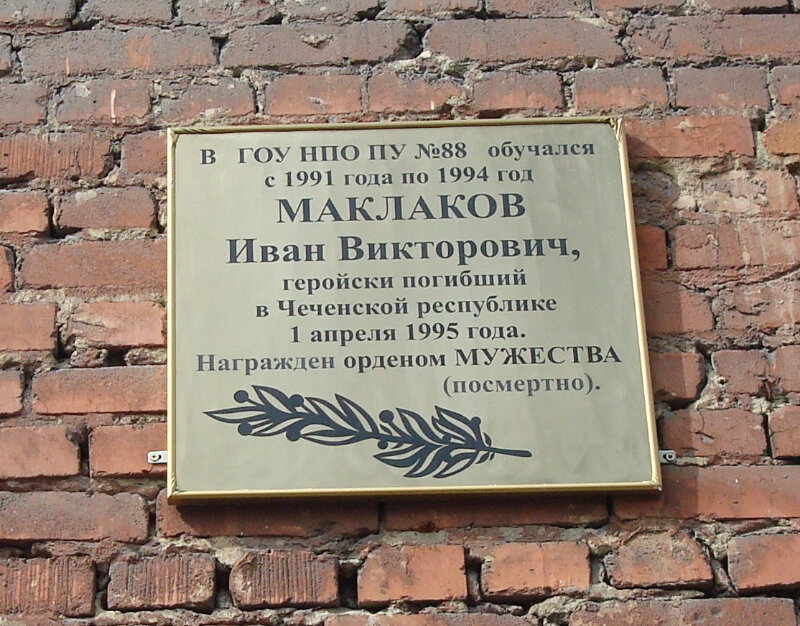 В ГОУ НПО ПУ №88 обучался
с 1991 года по 1994 год
МАКЛАКОВ
Иван Викторович,
геройски погибший
в Чеченской республике
1 апреля 1995 года.
Награжден орденом МУЖЕСТВА
(посмертно).